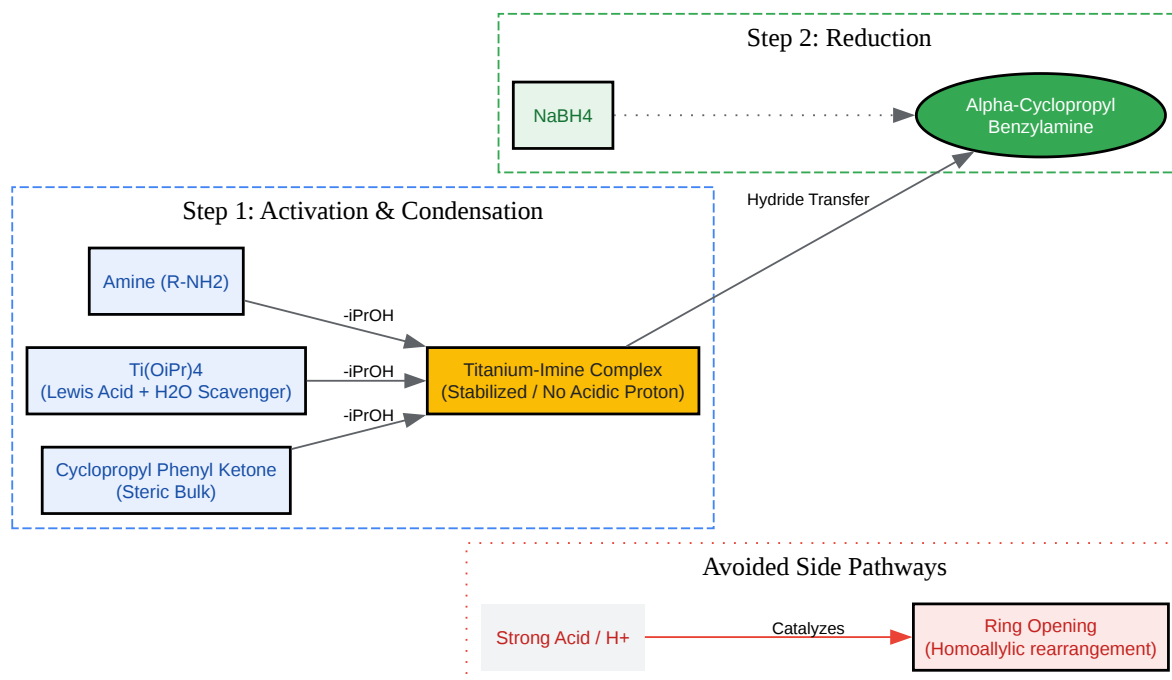 Step 2: Reduction
NaBH4
Alpha-Cyclopropyl
Benzylamine
Hydride Transfer
Step 1: Activation & Condensation
Amine (R-NH2)
-iPrOH
Ti(OiPr)4
(Lewis Acid + H2O Scavenger)
-iPrOH
Titanium-Imine Complex
(Stabilized / No Acidic Proton)
-iPrOH
Cyclopropyl Phenyl Ketone
(Steric Bulk)
Avoided Side Pathways
Strong Acid / H+
Catalyzes
Ring Opening
(Homoallylic rearrangement)